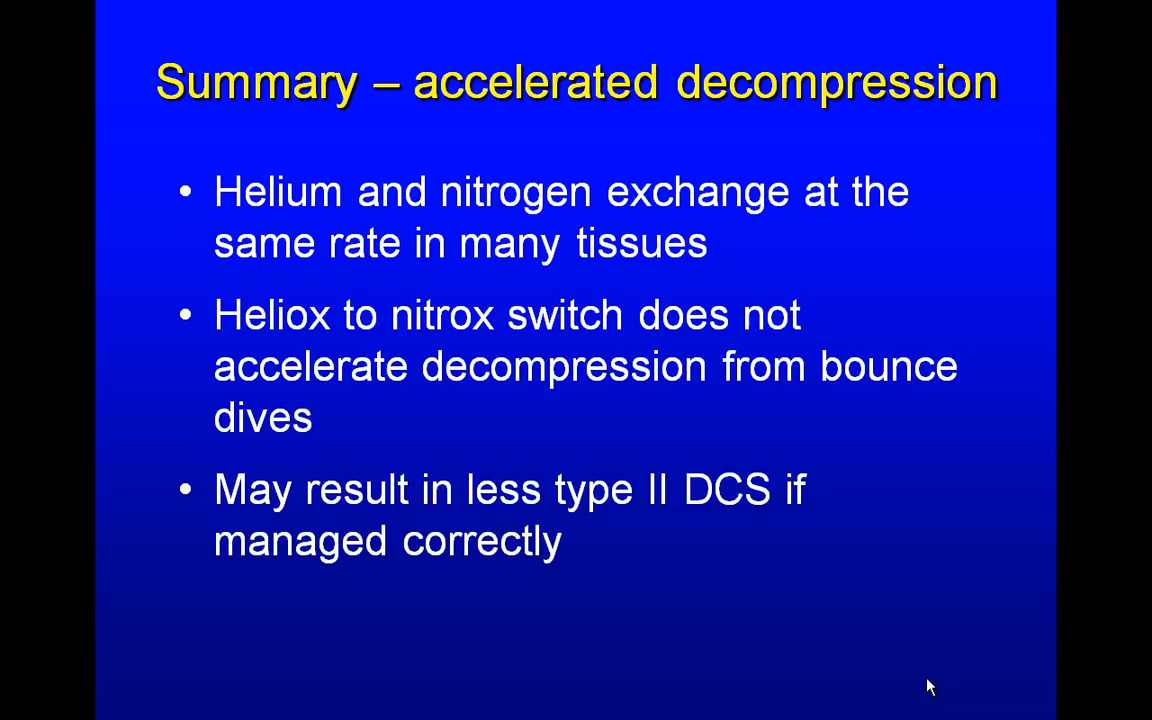 Summary – accelerated decompression
• Helium and nitrogen exchange at the
same rate in many tissues
• Heliox to nitrox switch does not
accelerate decompression from bounce
dives
• May result in less type II DCS if
managed correctly